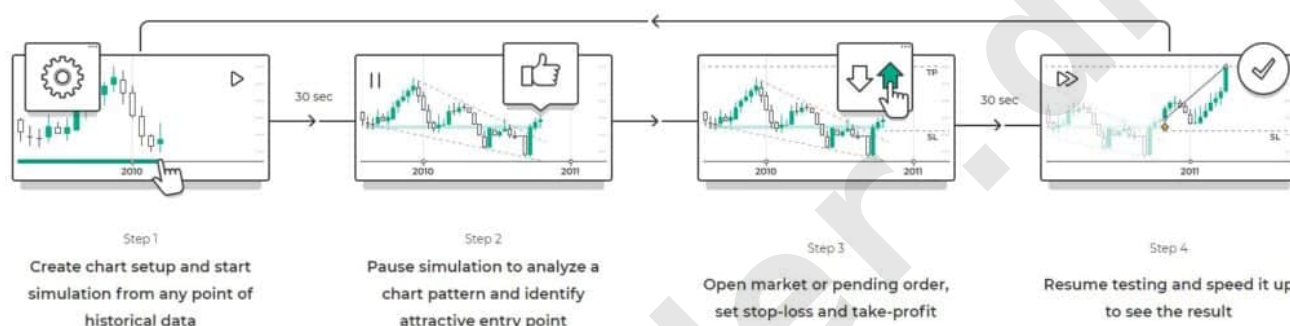 30 sec
TP
SL
30 sec
SL
2010
2010
2011
2010
2011
2011
Step 1
Create chart setup and start
simulation from any point of
historical data
Step 2
Pause simulation to analyze a
chart pattern and identify
attractive entry point
Step 3
Open market or pending order,
set stop-loss and take-profit
Step 4
Resume testing and speed it up
to see the result